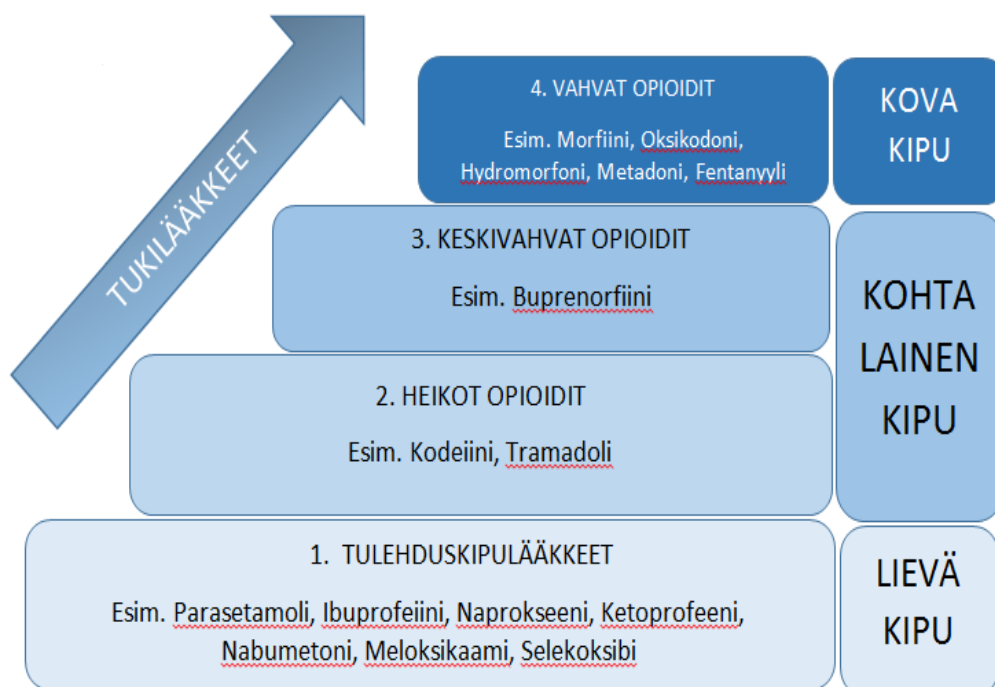 TUKILÄÄKKEET
4. VAHVAT OPIOIDIT
Esim. Morfiini, Oksikodoni,
Hydromorfoni, Metadoni, Fentanyyli
KOVA
KIPU
3. KESKIVAHVAT OPIOIDIT
Esim. Buprenorfiini
2. HEIKOT OPIOIDIT
Esim. Kodeiini, Tramadoli
KOHTA
LAINEN
KIPU
1. TULEHDUSKIPULÄÄKKEET
Esim. Parasetamoli, Ibuprofeiini, Naprokseeni, Ketoprofeeni,
Nabumetoni, Meloksikaami, Selekoksibi
LIEVÄ
KIPU